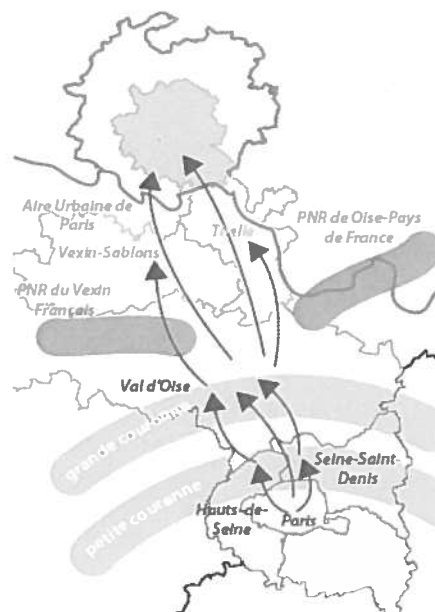 Aire Urbaine de
Paris
PNR de Oise-Pays
de France
Thelle
Vexin-Sablons
PNR du Vexin
Français
Val d'Oise
grande couronne
Seine-Saint-
Denis
petite couronne
Hauts-de-
Seine
Paris